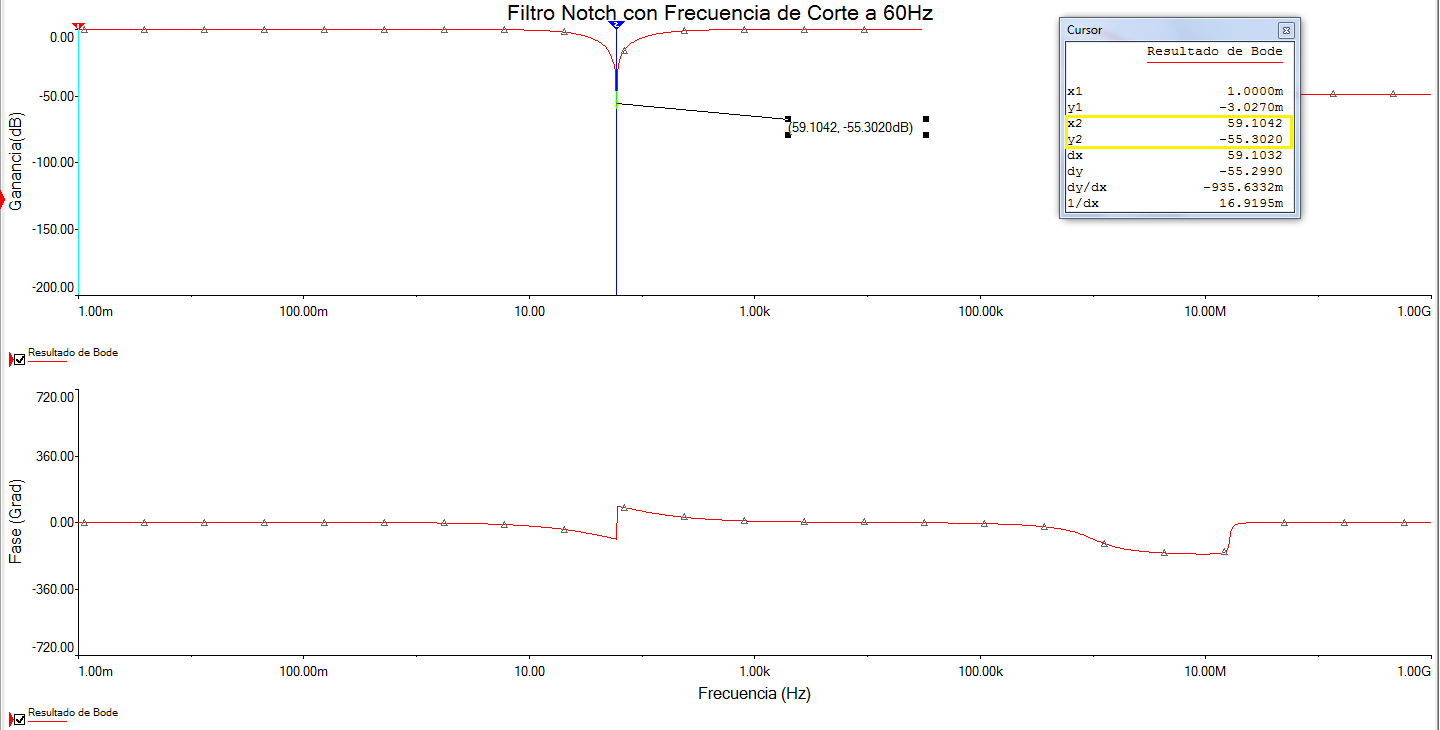 Filtro Notch con Frecuencia de Corte a 60Hz
Ganancia(dB)
0.00
-50.00
-100.00
-150.00
-200.00
1.00m
100.00m
10.00
1.00k
100.00k
10.00M
1.00G
(59.1042, -55.3020dB)
Cursor
Resultado de Bode
x1 1.0000m
y1 -3.0270m
x2 59.1042
y2 -55.3020
dx 59.1032
dy -55.2990
dy/dx -935.6332m
1/dx 16.9195m
Resultado de Bode
Fase (Grad)
720.00
360.00
0.00
-360.00
-720.00
1.00m
100.00m
10.00
1.00k
100.00k
10.00M
1.00G
Frecuencia (Hz)
Resultado de Bode